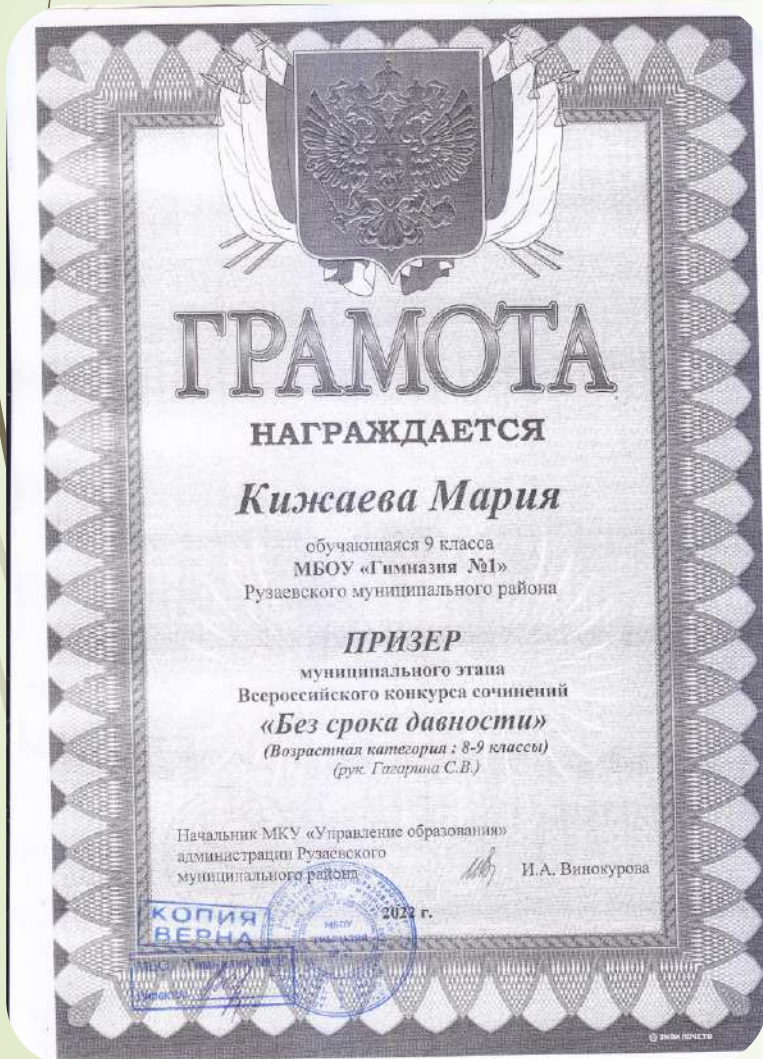 ГРАМОТА
НАГРАЖДАЕТСЯ
Кижаева Мария
обучающаяся 9 класса
МБОУ «Гимназия №1»
Рузаевского муниципального района
ПРИЗЕР
муниципального этапа
Всероссийского конкурса сочинений
«Без срока давности»
(Возрастная категория : 8-9 классы)
(рук. Гагарина С.В.)
Начальник МКУ «Управление образования»
администрации Рузаевского
муниципального района И.А. Винокурова
2022 г.
КОПИЯ
ВЕРНА
МБОУ